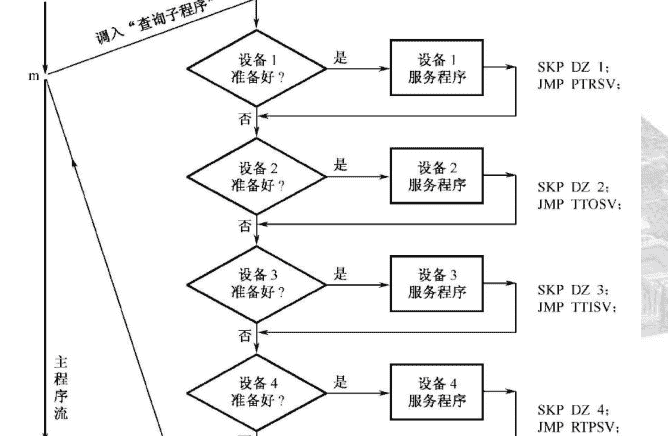 调入“查询子程序”
m
设备 1
准备好？
是
设备 1
服务程序
SKP DZ 1;
JMP PTRSV;
否
设备 2
准备好？
是
设备 2
服务程序
SKP DZ 2;
JMP TTOSV;
否
设备 3
准备好？
是
设备 3
服务程序
SKP DZ 3;
JMP TTISV;
否
设备 4
准备好？
是
设备 4
服务程序
SKP DZ 4;
JMP RTPSV;
主程序流